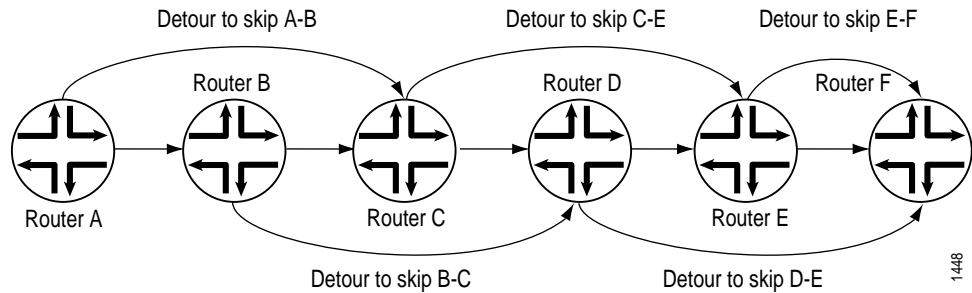 Detour to skip A-B
Detour to skip C-E
Detour to skip E-F
Router B
Router D
Router F
Router A
Router C
Router E
Detour to skip B-C
Detour to skip D-E
1448